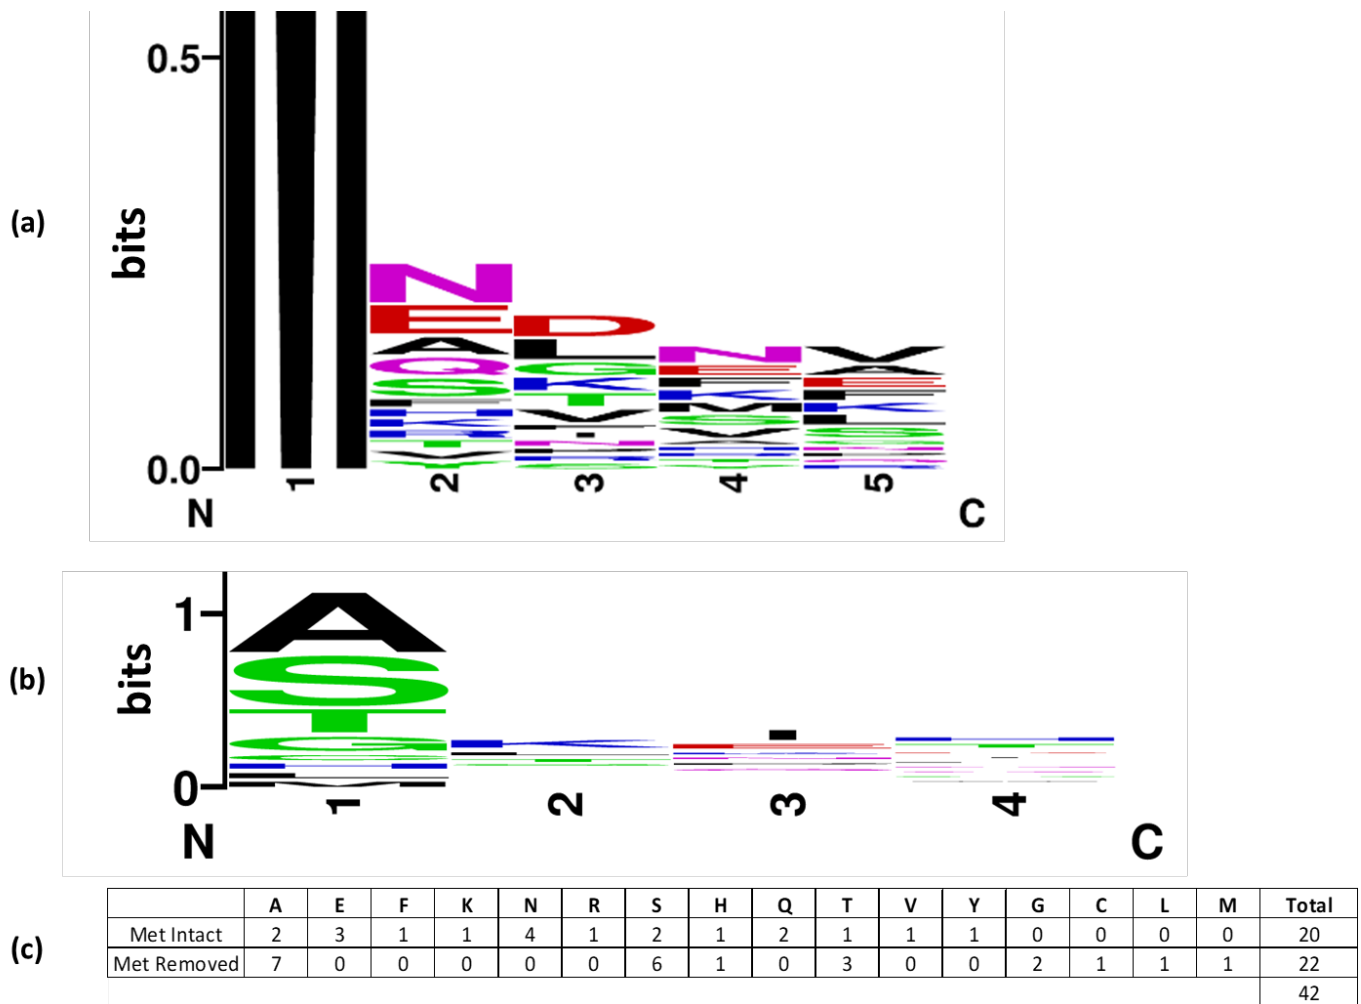 (a)
bits
0.5
0.0
N
E
A
Q
S
T
D
L
G
K
T
V
N
N
E
F
K
M
S
V
V
A
E
F
K
L
S
1
2
3
4
5
N
C
(b)
bits
1
0
A
S
T
G
K
1
2
3
4
N
C
(c)
A E F K N R S H Q T V Y G C L M Total
Met Intact 2 3 1 1 4 1 2 1 2 1 1 1 0 0 0 0 20
Met Removed 7 0 0 0 0 0 6 1 0 3 0 0 2 1 1 1 22
42